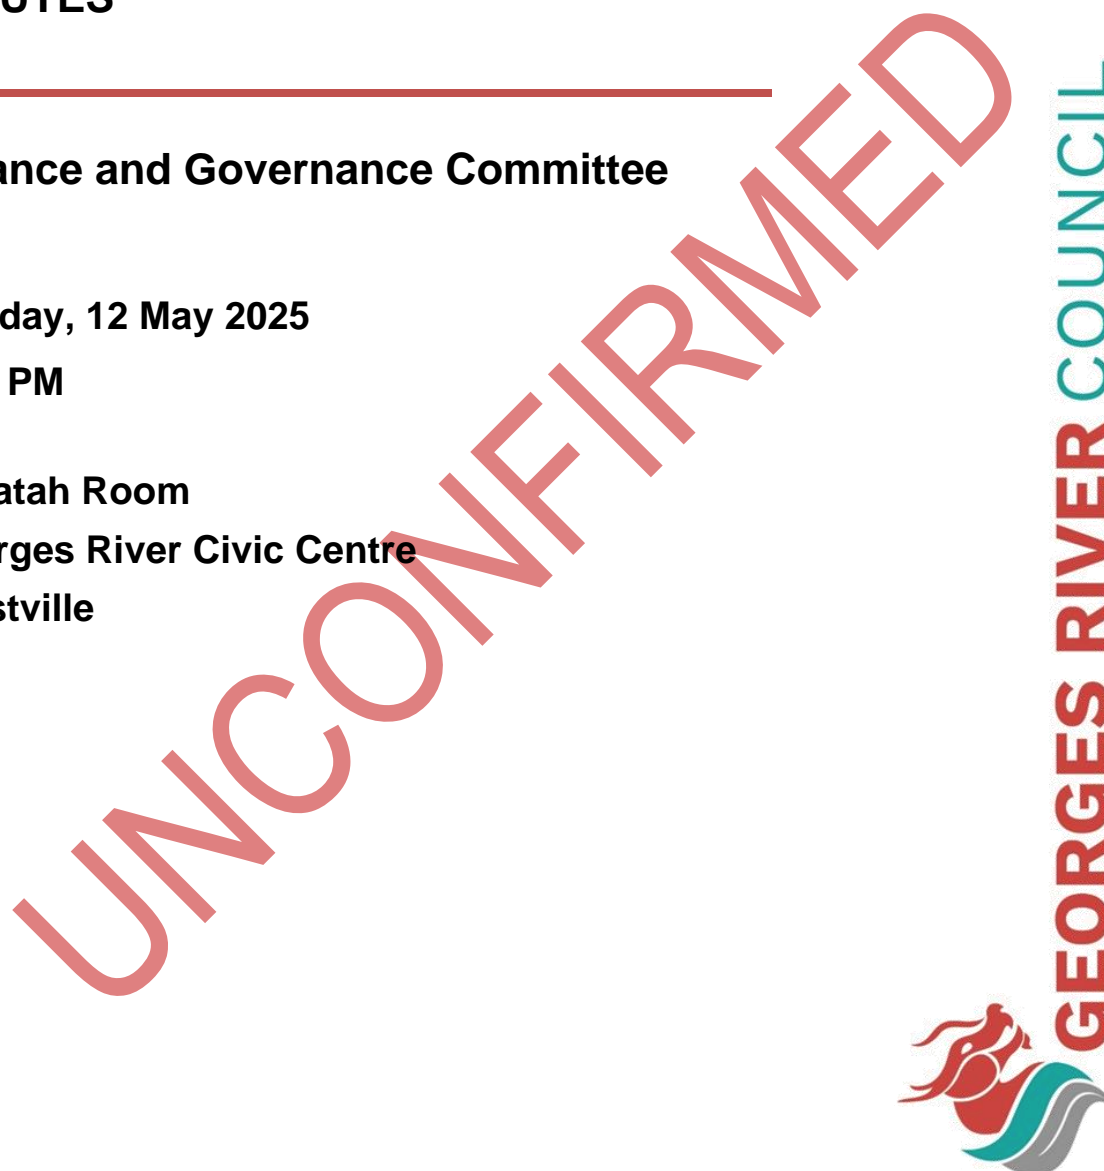 UTES
ance and Governance Committee
day, 12 May 2025
PM
atah Room
rges River Civic Centre
stville
UNCONFIRMED
GEORGES RIVER COUNCIL